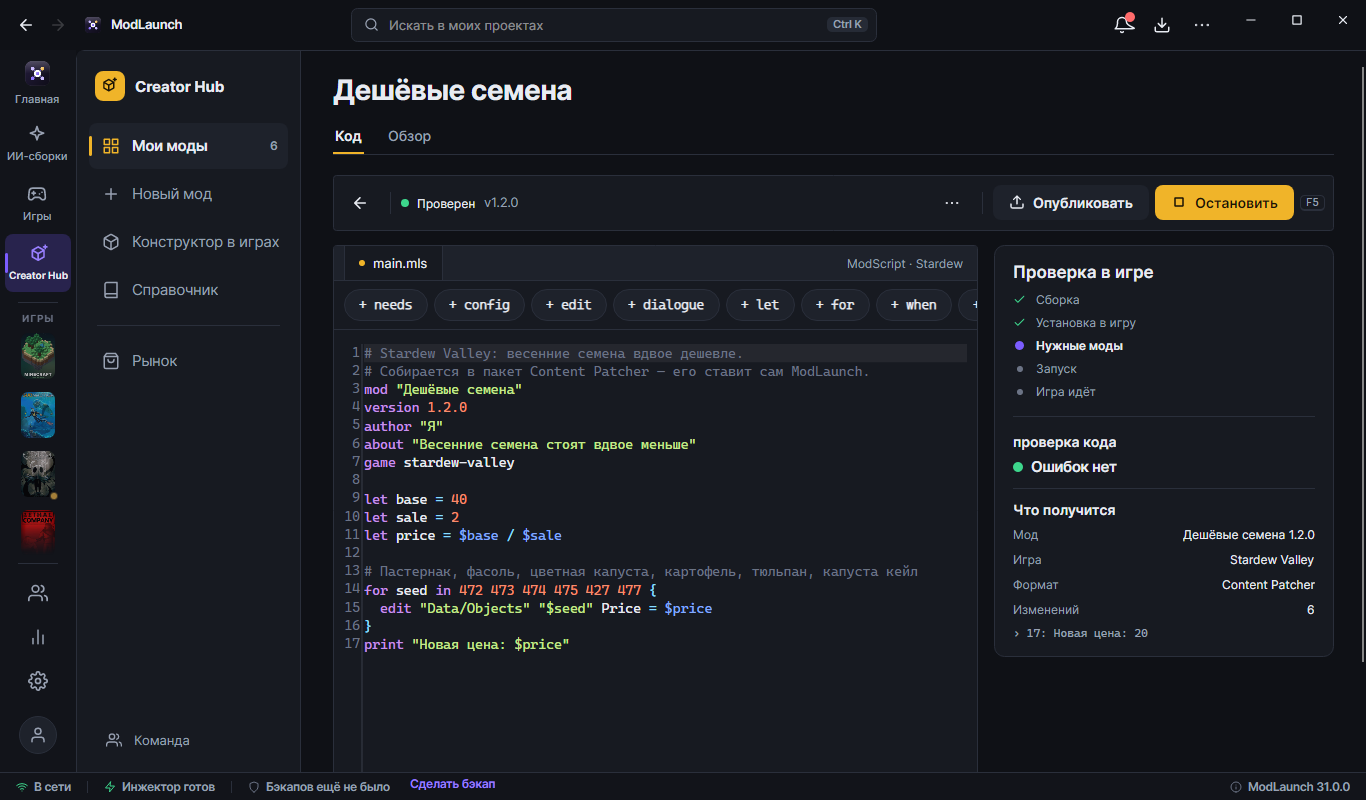 ModLaunch
Искать в моих проектах
Ctrl K
Главная
ИИ-сборки
Игры
Creator Hub
ИГРЫ
MINECRAFT
LETHAL
COMPANY
Creator Hub
Мои моды 6
Новый мод
Конструктор в играх
Справочник
Рынок
Команда
Дешёвые семена
Код Обзор
Проверен v1.2.0
Опубликовать
Остановить
F5
main.mls
ModScript · Stardew
+ needs + config + edit + dialogue + let + for + when +
1 # Stardew Valley: весенние семена вдвое дешевле.
2 # Собирается в пакет Content Patcher — его ставит сам ModLaunch.
3 mod "Дешёвые семена"
4 version 1.2.0
5 author "Я"
6 about "Весенние семена стоят вдвое меньше"
7 game stardew-valley
8
9 let base = 40
10 let sale = 2
11 let price = $base / $sale
12
13 # Пастернак, фасоль, цветная капуста, картофель, тюльпан, капуста кейл
14 for seed in 472 473 474 475 427 477 {
15 edit "Data/Objects" "$seed" Price = $price
16 }
17 print "Новая цена: $price"
Проверка в игре
Сборка
Установка в игру
Нужные моды
Запуск
Игра идёт
проверка кода
Ошибок нет
Что получится
Мод Дешёвые семена 1.2.0
Игра Stardew Valley
Формат Content Patcher
Изменений 6
› 17: Новая цена: 20
В сети
Инжектор готов
Бэкапов ещё не было
Сделать бэкап
ModLaunch 31.0.0